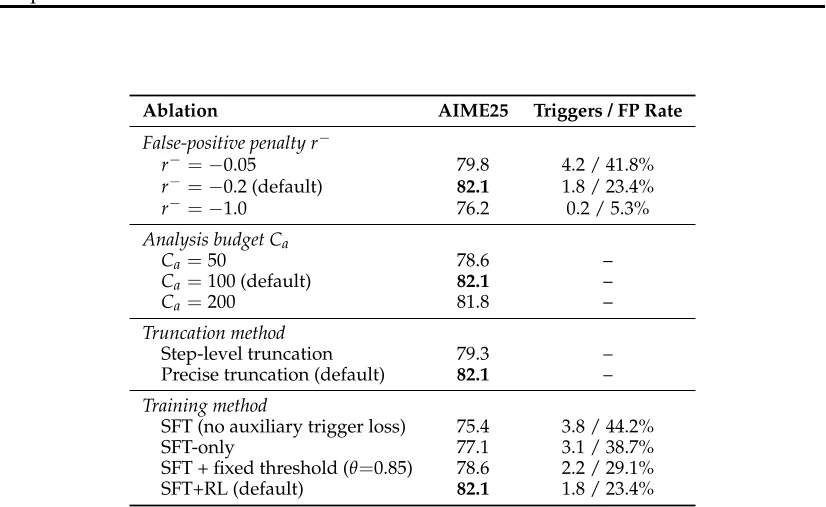 Ablation AIME25 Triggers / FP Rate
False-positive penalty r⁻
r⁻ = −0.05 79.8 4.2 / 41.8%
r⁻ = −0.2 (default) 82.1 1.8 / 23.4%
r⁻ = −1.0 76.2 0.2 / 5.3%
Analysis budget Cₐ
Cₐ = 50 78.6 –
Cₐ = 100 (default) 82.1 –
Cₐ = 200 81.8 –
Truncation method
Step-level truncation 79.3 –
Precise truncation (default) 82.1 –
Training method
SFT (no auxiliary trigger loss) 75.4 3.8 / 44.2%
SFT-only 77.1 3.1 / 38.7%
SFT + fixed threshold (θ=0.85) 78.6 2.2 / 29.1%
SFT+RL (default) 82.1 1.8 / 23.4%